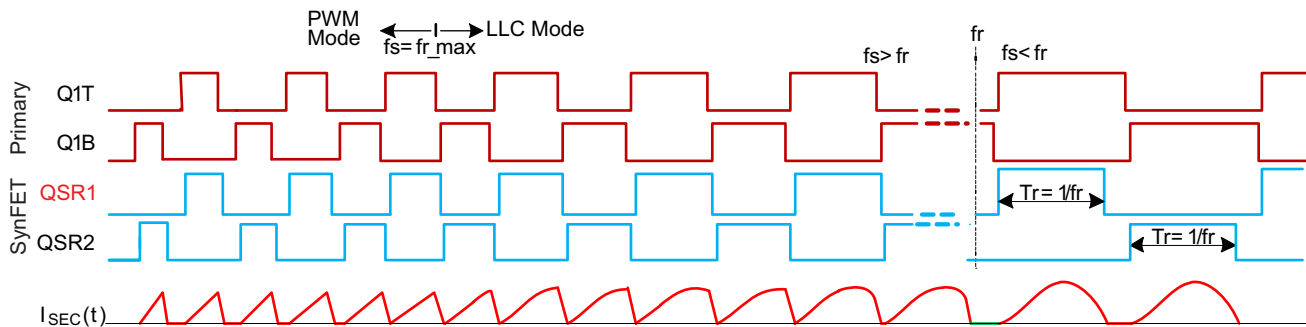 PWM Mode
LLC Mode
fs= fr_max
fr
fs> fr
fs< fr
Primary
Q1T
Q1B
SynFET
QSR1
QSR2
Tr= 1/fr
Tr= 1/fr
ISEC(t)